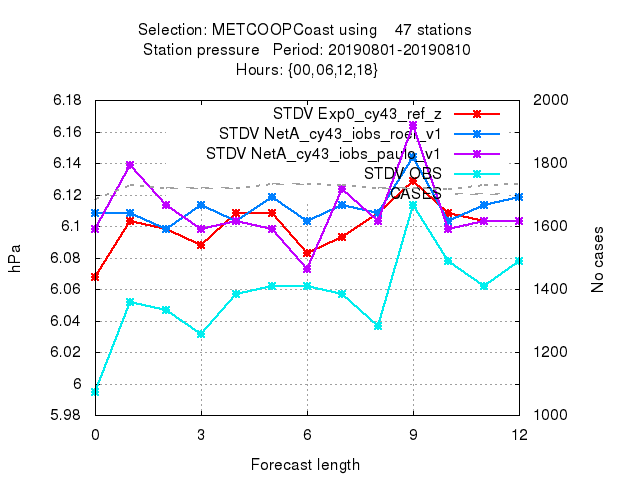 Selection: METCOOPCoast using 47 stations
Station pressure Period: 20190801-20190810
Hours: {00,06,12,18}
STDV Exp0_cy43_ref_z
STDV NetA_cy43_iobs_roel_v1
STDV NetA_cy43_iobs_paulo_v1
STDV OBS
CASES
hPa
6.18
6.16
6.14
6.12
6.1
6.08
6.06
6.04
6.02
6
5.98
No cases
2000
1800
1600
1400
1200
1000
0 3 6 9 12
Forecast length